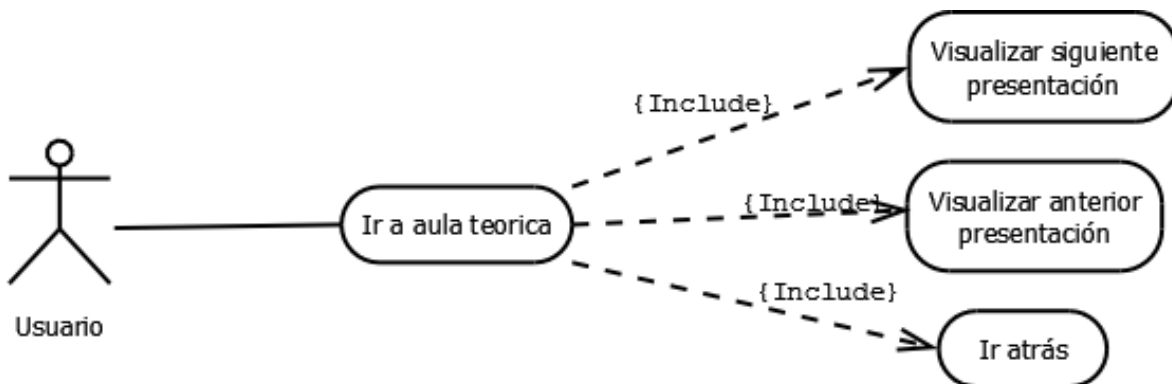 Visualizar siguiente
presentación
{Include}
Visualizar anterior
presentación
{Include}
Ir a aula teorica
{Include}
Usuario
Ir atrás